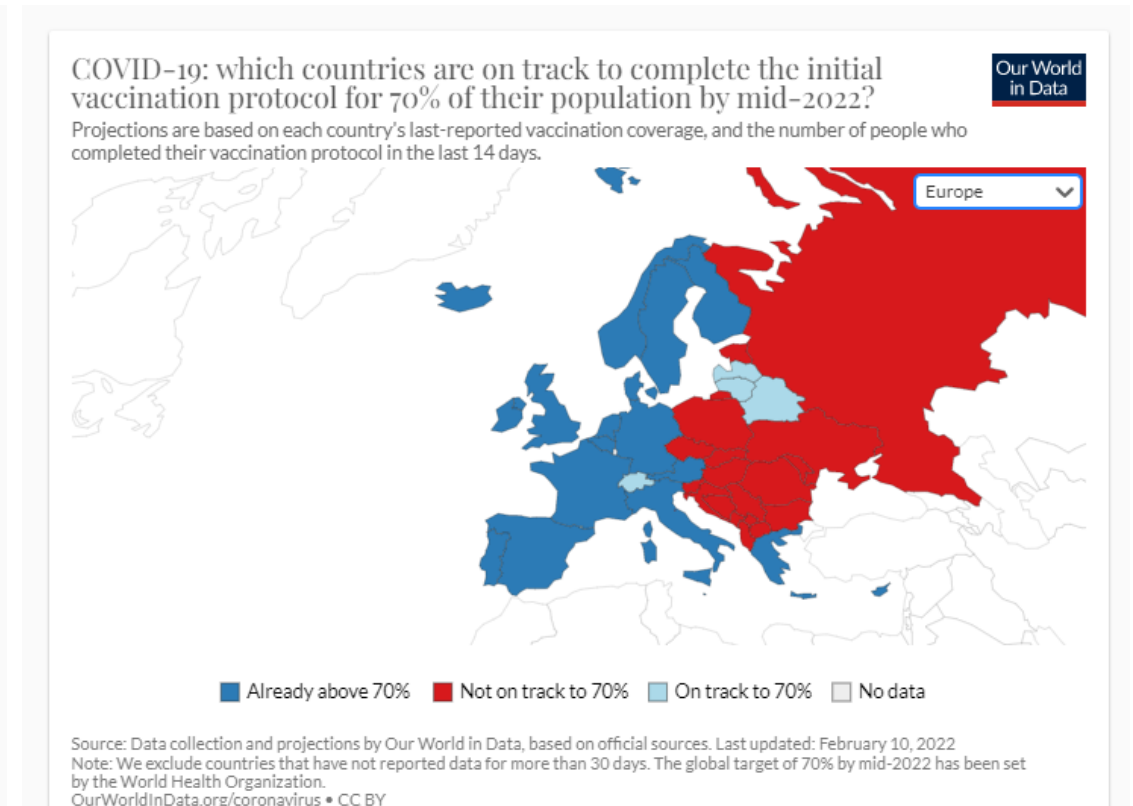 COVID-19: which countries are on track to complete the initial
vaccination protocol for 70% of their population by mid-2022?
Our World
in Data
Projections are based on each country's last-reported vaccination coverage, and the number of people who
completed their vaccination protocol in the last 14 days.
Europe
Already above 70%
Not on track to 70%
On track to 70%
No data
Source: Data collection and projections by Our World in Data, based on official sources. Last updated: February 10, 2022
Note: We exclude countries that have not reported data for more than 30 days. The global target of 70% by mid-2022 has been set
by the World Health Organization.
OurWorldInData.org/coronavirus • CC BY